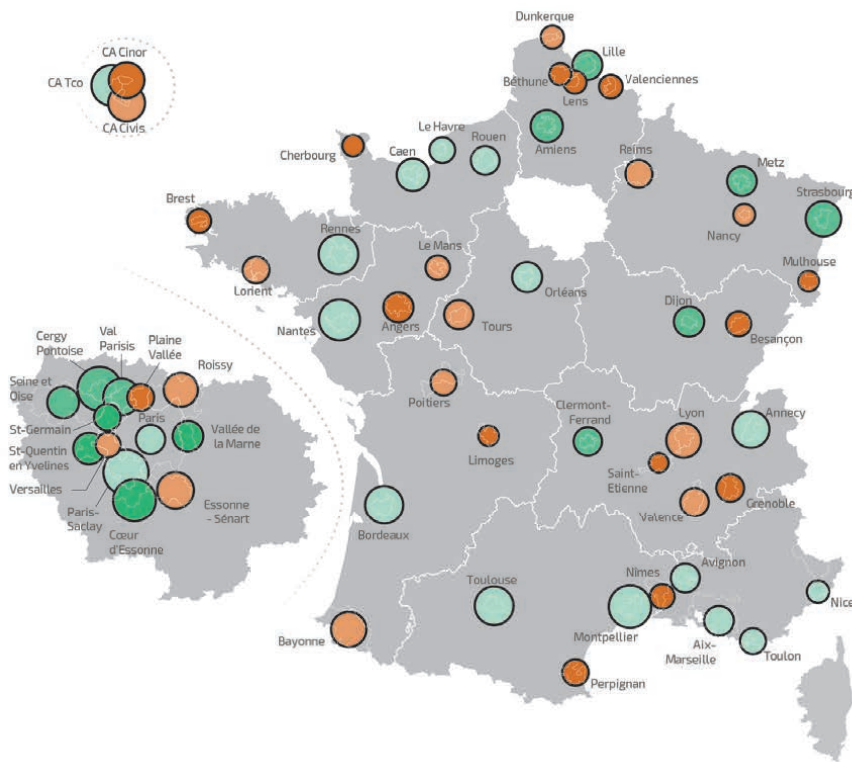 CA Cinor
CA Tco
CA Civis
Dunkerque
Lille
Béthune
Valenciennes
Lens
Amiens
Le Havre
Rouen
Caen
Cherbourg
Reims
Metz
Strasbourg
Nancy
Mulhouse
Brest
Rennes
Lorient
Le Mans
Orléans
Nantes
Angers
Tours
Dijon
Besançon
Cergy
Pontoise
Val
Parisis
Plaine
Vallée
Roissy
Seine et
Oise
Paris
St-Germain
Vallée de
la Marne
St-Quentin
en Yvelines
Versailles
Paris-
Saclay
Cœur
d'Essonne
Essonne
- Sénart
Poitiers
Limoges
Clermont-
Ferrand
Lyon
Annecy
Saint-
Etienne
Grenoble
Valence
Bordeaux
Toulouse
Bayonne
Nîmes
Avignon
Nice
Montpellier
Aix-
Marseille
Toulon
Perpignan